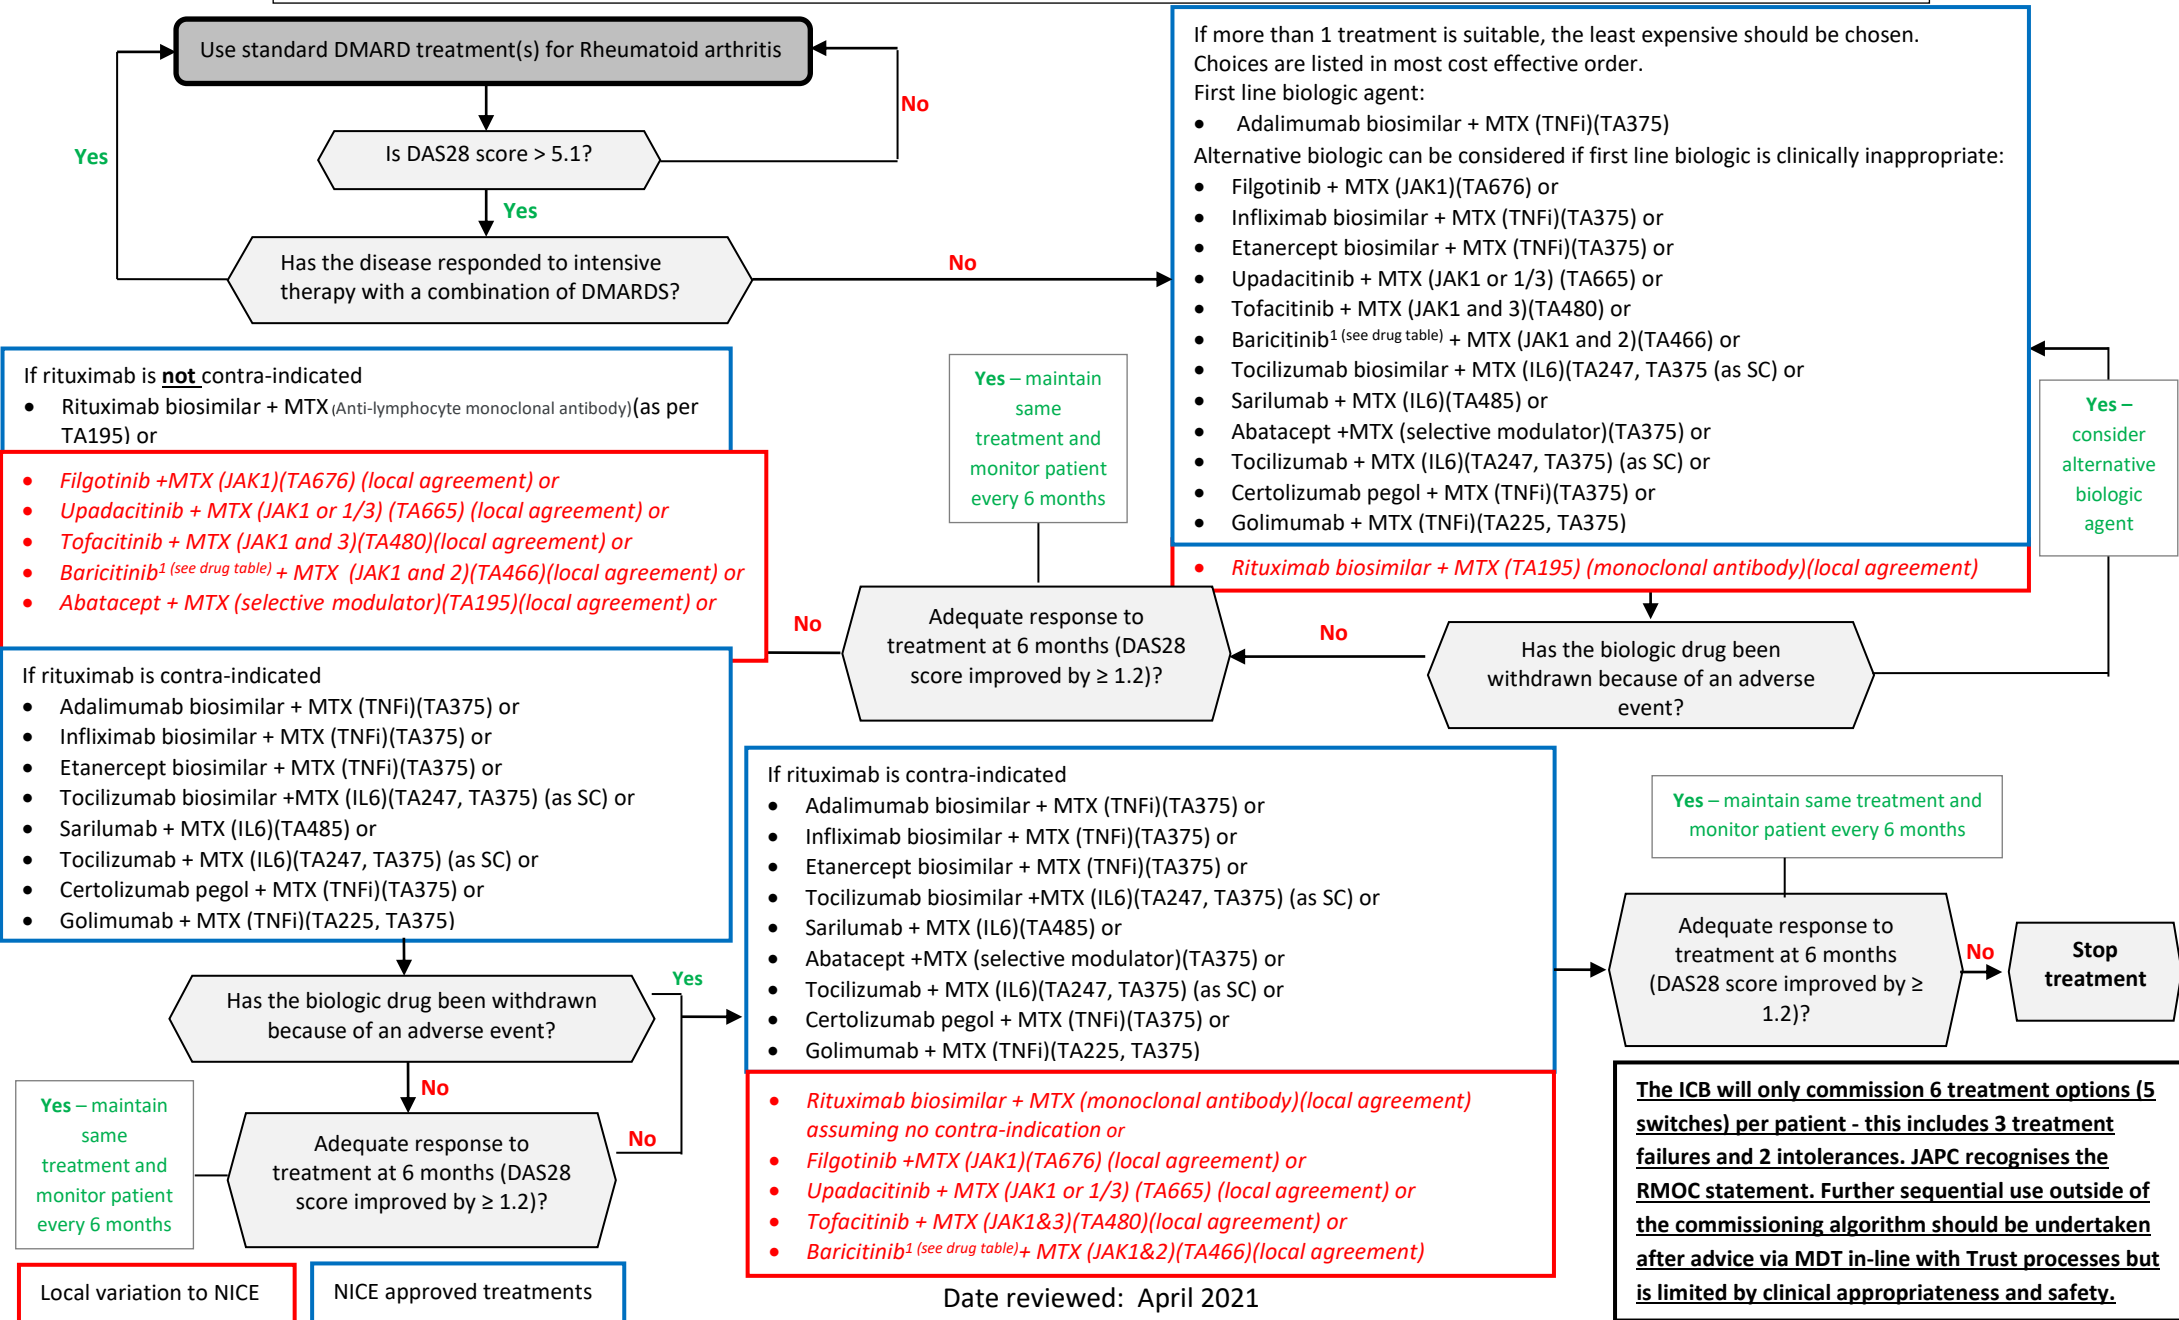 Use standard DMARD treatment(s) for Rheumatoid arthritis
No
Is DAS28 score > 5.1?
Yes
Yes
Has the disease responded to intensive
therapy with a combination of DMARDS?
No
If more than 1 treatment is suitable, the least expensive should be chosen.
Choices are listed in most cost effective order.
First line biologic agent:
• Adalimumab biosimilar + MTX (TNFi)(TA375)
Alternative biologic can be considered if first line biologic is clinically inappropriate:
• Filgotinib + MTX (JAK1)(TA676) or
• Infliximab biosimilar + MTX (TNFi)(TA375) or
• Etanercept biosimilar + MTX (TNFi)(TA375) or
• Upadacitinib + MTX (JAK1 or 1/3) (TA665) or
• Tofacitinib + MTX (JAK1 and 3)(TA480) or
• Baricitinib1 (see drug table) + MTX (JAK1 and 2)(TA466) or
• Tocilizumab biosimilar + MTX (IL6)(TA247, TA375 (as SC) or
• Sarilumab + MTX (IL6)(TA485) or
• Abatacept +MTX (selective modulator)(TA375) or
• Tocilizumab + MTX (IL6)(TA247, TA375) (as SC) or
• Certolizumab pegol + MTX (TNFi)(TA375) or
• Golimumab + MTX (TNFi)(TA225, TA375)
• Rituximab biosimilar + MTX (TA195) (monoclonal antibody)(local agreement)
Yes –
consider
alternative
biologic
agent
Has the biologic drug been
withdrawn because of an adverse
event?
No
Adequate response to
treatment at 6 months (DAS28
score improved by ≥ 1.2)?
Yes – maintain
same
treatment and
monitor patient
every 6 months
No
If rituximab is not contra-indicated
• Rituximab biosimilar + MTX (Anti-lymphocyte monoclonal antibody)(as per
TA195) or
• Filgotinib +MTX (JAK1)(TA676) (local agreement) or
• Upadacitinib + MTX (JAK1 or 1/3) (TA665) (local agreement) or
• Tofacitinib + MTX (JAK1 and 3)(TA480)(local agreement) or
• Baricitinib1 (see drug table) + MTX (JAK1 and 2)(TA466)(local agreement) or
• Abatacept + MTX (selective modulator)(TA195)(local agreement) or
If rituximab is contra-indicated
• Adalimumab biosimilar + MTX (TNFi)(TA375) or
• Infliximab biosimilar + MTX (TNFi)(TA375) or
• Etanercept biosimilar + MTX (TNFi)(TA375) or
• Tocilizumab biosimilar +MTX (IL6)(TA247, TA375) (as SC) or
• Sarilumab + MTX (IL6)(TA485) or
• Tocilizumab + MTX (IL6)(TA247, TA375) (as SC) or
• Certolizumab pegol + MTX (TNFi)(TA375) or
• Golimumab + MTX (TNFi)(TA225, TA375)
Has the biologic drug been withdrawn
because of an adverse event?
Yes
No
Adequate response to
treatment at 6 months (DAS28
score improved by ≥ 1.2)?
No
Yes – maintain
same
treatment and
monitor patient
every 6 months
If rituximab is contra-indicated
• Adalimumab biosimilar + MTX (TNFi)(TA375) or
• Infliximab biosimilar + MTX (TNFi)(TA375) or
• Etanercept biosimilar + MTX (TNFi)(TA375) or
• Tocilizumab biosimilar +MTX (IL6)(TA247, TA375) (as SC) or
• Sarilumab + MTX (IL6)(TA485) or
• Abatacept +MTX (selective modulator)(TA375) or
• Tocilizumab + MTX (IL6)(TA247, TA375) (as SC) or
• Certolizumab pegol + MTX (TNFi)(TA375) or
• Golimumab + MTX (TNFi)(TA225, TA375)
• Rituximab biosimilar + MTX (monoclonal antibody)(local agreement)
assuming no contra-indication or
• Filgotinib +MTX (JAK1)(TA676) (local agreement) or
• Upadacitinib + MTX (JAK1 or 1/3) (TA665) (local agreement) or
• Tofacitinib + MTX (JAK1&3)(TA480)(local agreement) or
• Baricitinib1 (see drug table)+ MTX (JAK1&2)(TA466)(local agreement)
Yes – maintain same treatment and
monitor patient every 6 months
Adequate response to
treatment at 6 months
(DAS28 score improved by ≥
1.2)?
No
Stop
treatment
The ICB will only commission 6 treatment options (5
switches) per patient - this includes 3 treatment
failures and 2 intolerances. JAPC recognises the
RMOC statement. Further sequential use outside of
the commissioning algorithm should be undertaken
after advice via MDT in-line with Trust processes but
is limited by clinical appropriateness and safety.
Local variation to NICE
NICE approved treatments
Date reviewed: April 2021